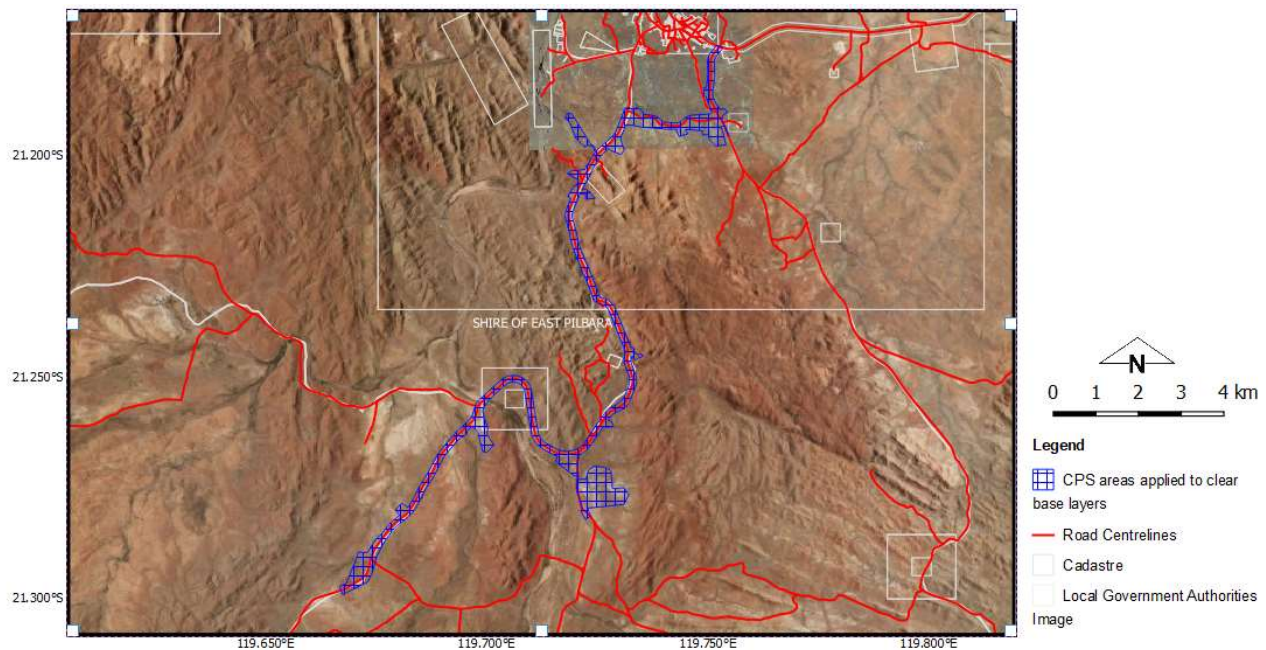 21.200°S
SHIRE OF EAST PILBARA
21.250°S
21.300°S
119.650°E 119.700°E 119.750°E 119.800°E
N
0 1 2 3 4 km
Legend
CPS areas applied to clear
base layers
Road Centrelines
Cadastre
Local Government Authorities
Image